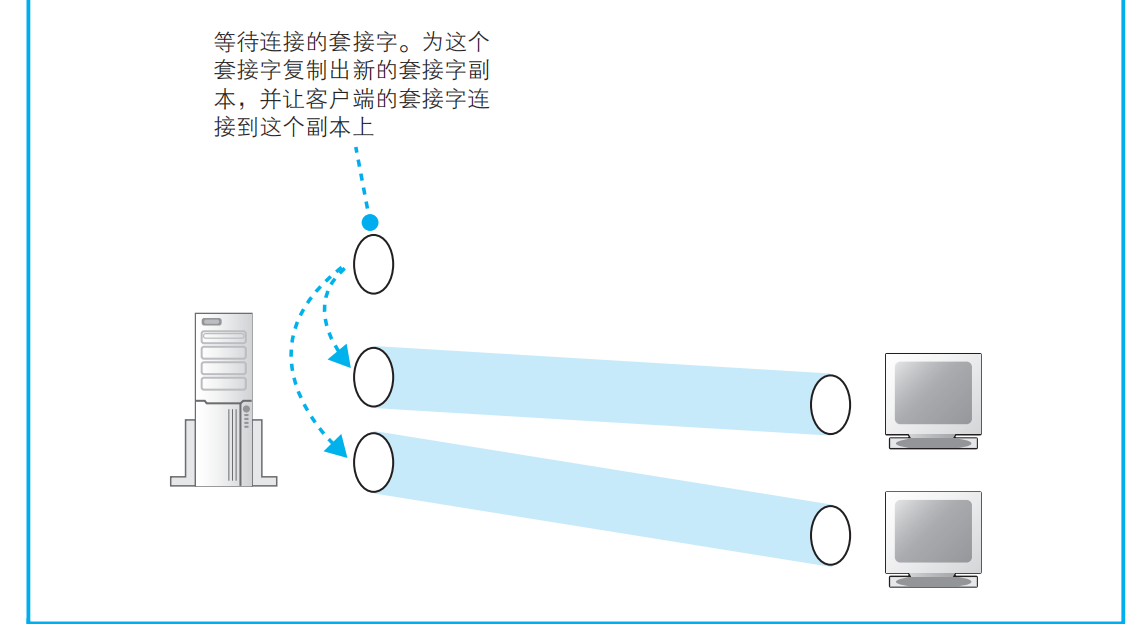 等待连接的套接字。为这个
套接字复制出新的套接字副
本，并让客户端的套接字连
接到这个副本上